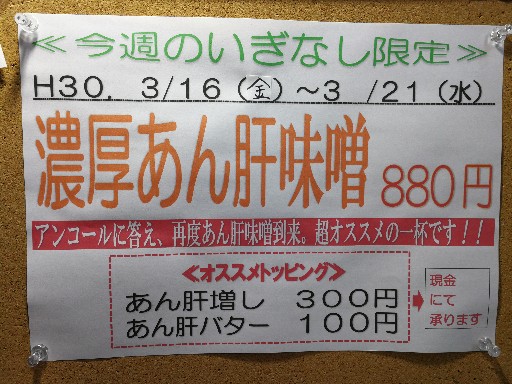 ≪今週のいぎなし限定≫
H30. 3/16(金)~3 /21(水)
濃厚あん肝味噌 880円
アンコールに答え、再度あん肝味噌到来。超オススメの一杯です!!
≪オススメトッピング≫
あん肝増し 300円
あん肝バター 100円
現金
にて
承ります